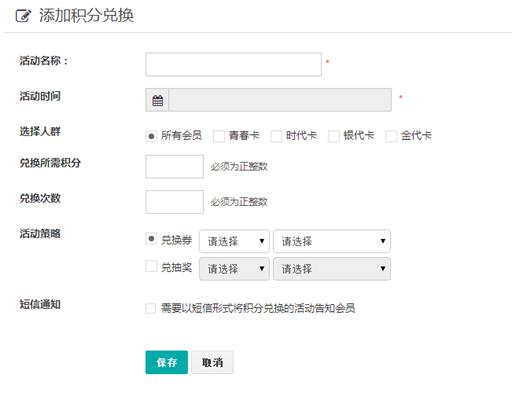 添加积分兑换
活动名称： *
活动时间 *
选择人群 所有会员 青春卡 时代卡 银代卡 金代卡
兑换所需积分 必须为正整数
兑换次数 必须为正整数
活动策略 兑换券 请选择 请选择
兑抽奖 请选择 请选择
短信通知 需要以短信形式将积分兑换的活动告知会员
保存 取消